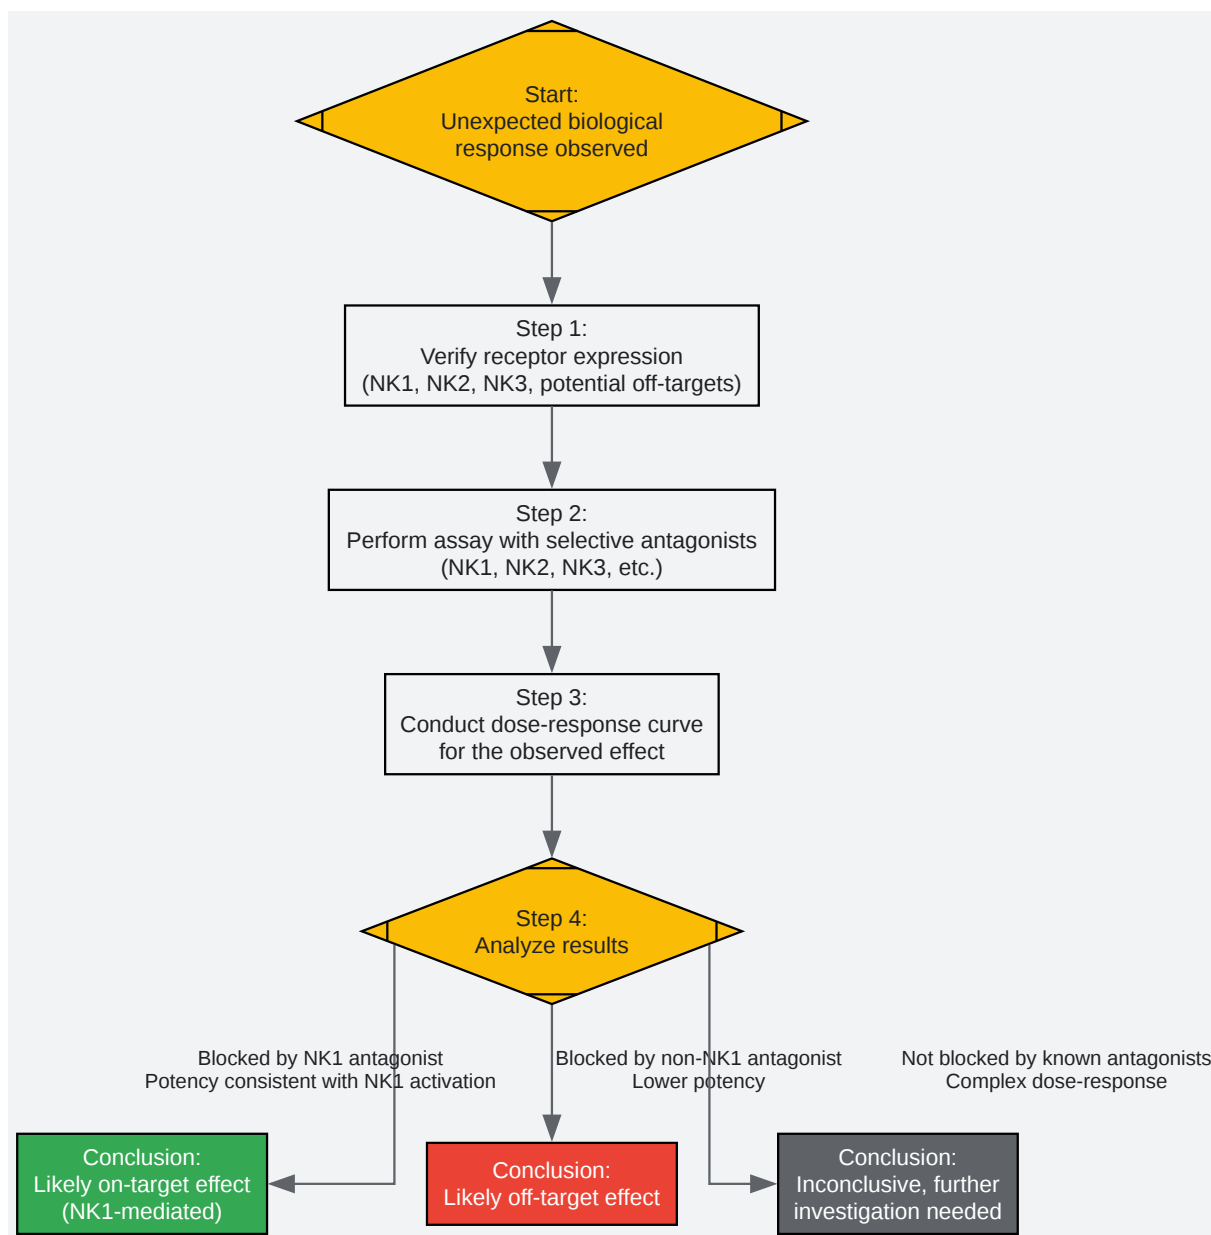 Start:
Unexpected biological
response observed
Step 1:
Verify receptor expression
(NK1, NK2, NK3, potential off-targets)
Step 2:
Perform assay with selective antagonists
(NK1, NK2, NK3, etc.)
Step 3:
Conduct dose-response curve
for the observed effect
Step 4:
Analyze results
Blocked by NK1 antagonist
Potency consistent with NK1 activation
Blocked by non-NK1 antagonist
Lower potency
Not blocked by known antagonists
Complex dose-response
Conclusion:
Likely on-target effect
(NK1-mediated)
Conclusion:
Likely off-target effect
Conclusion:
Inconclusive, further
investigation needed